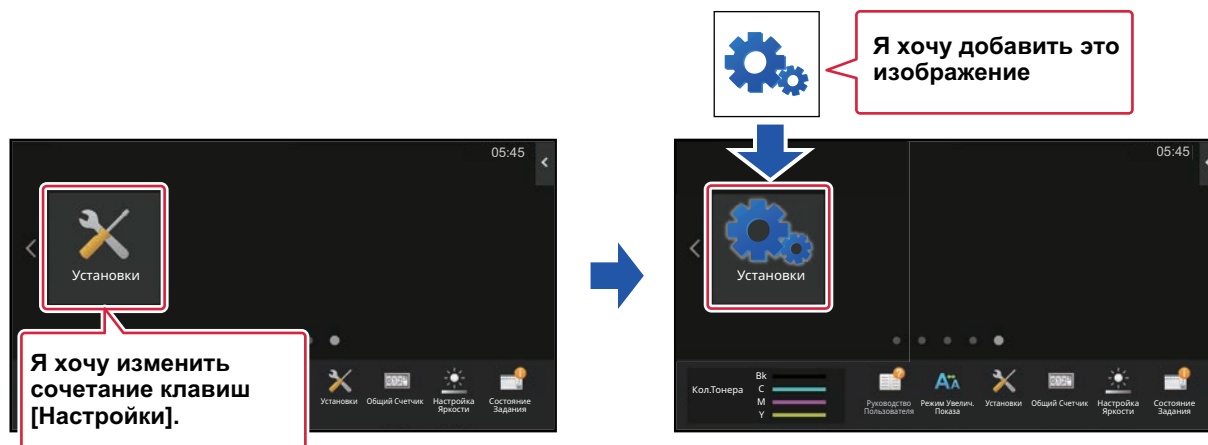 Я хочу добавить это
изображение
05:45
Установки
Я хочу изменить
сочетание клавиш
[Настройки].
Установки
Общий Счетчик
Настройка
Яркости
Состояние
Задания
05:45
Установки
Кол.Тонера
Bk
C
M
Y
Руководство
Пользователя
Режим Увелич.
Показа
Установки
Общий Счетчик
Настройка
Яркости
Состояние
Задания